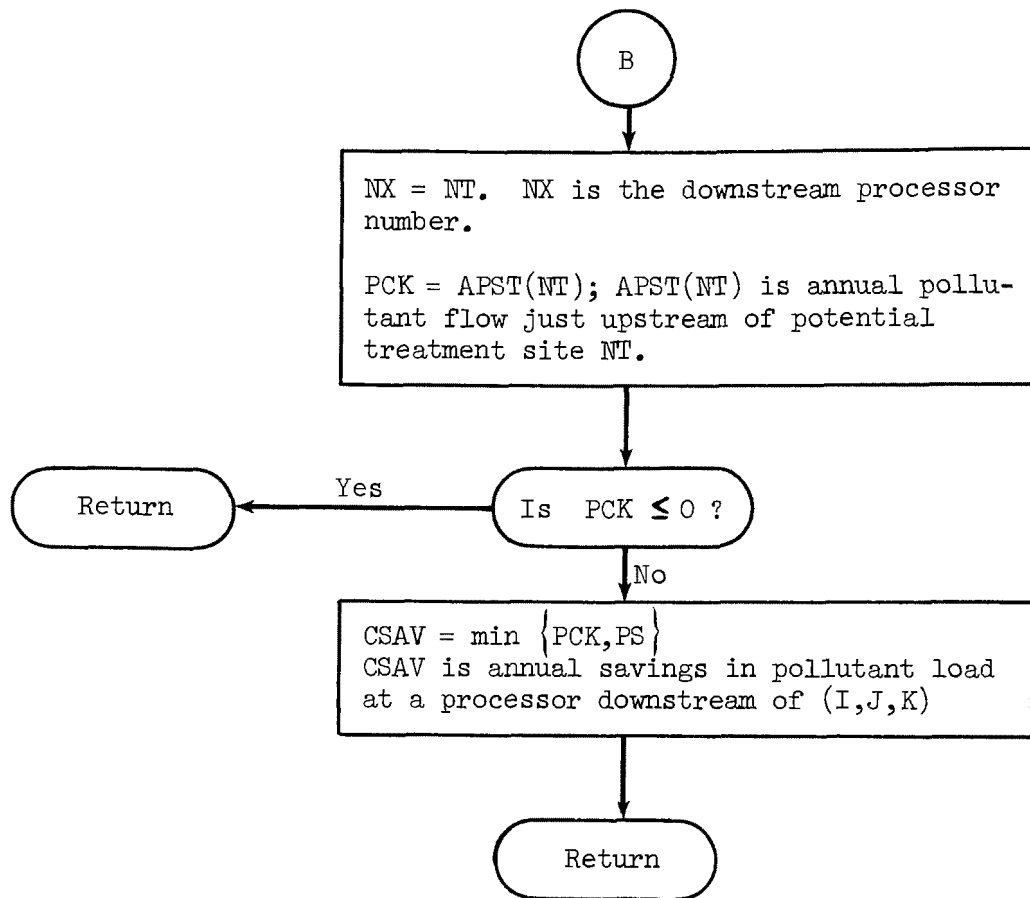 B
NX = NT. NX is the downstream processor
number.
PCK = APST(NT); APST(NT) is annual pollu-
tant flow just upstream of potential
treatment site NT.
Return
Yes
Is PCK ≤ 0 ?
No
CSAV = min {PCK,PS}
CSAV is annual savings in pollutant load
at a processor downstream of (I,J,K)
Return